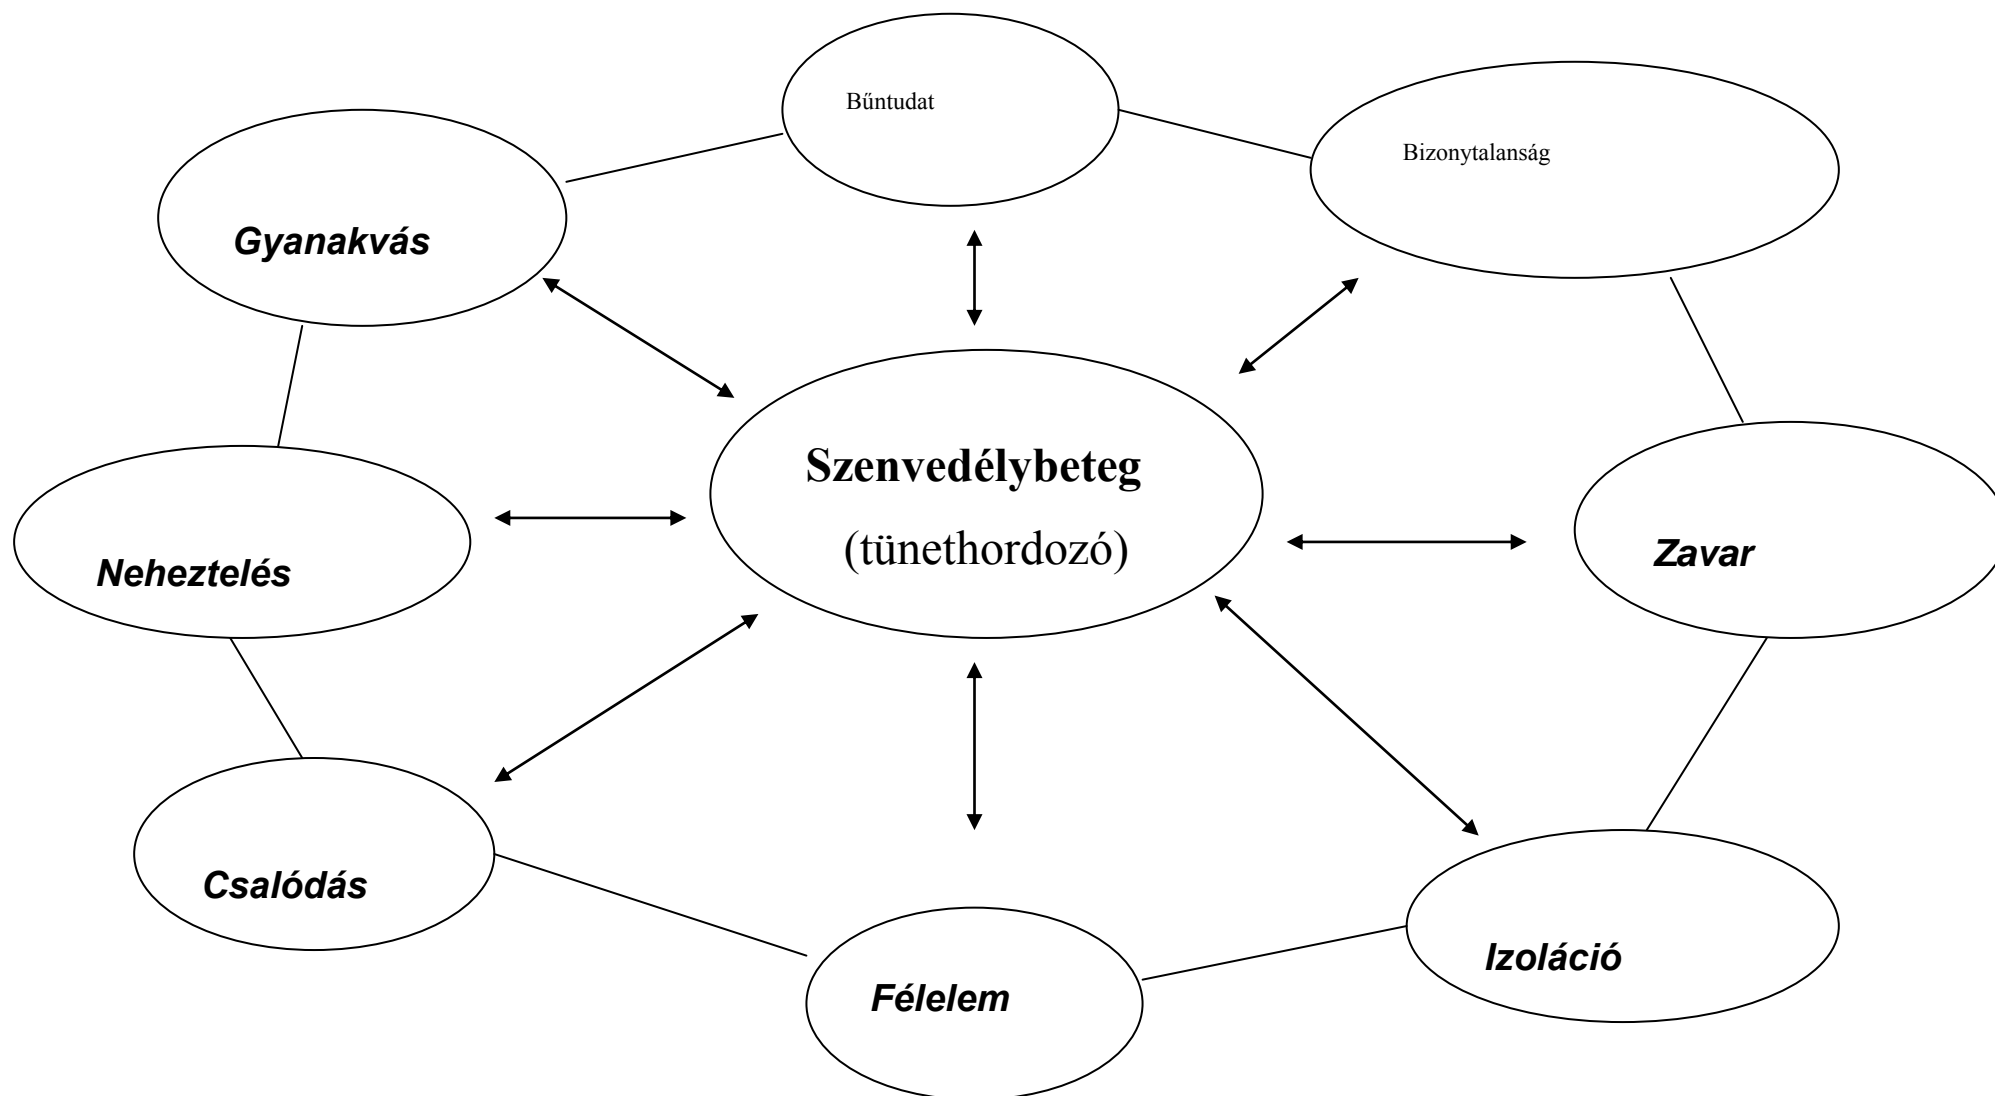 Bűntudat
Bizonytalanság
Gyanakvás
Szenvedélybeteg
(tünethordozó)
Neheztelés
Zavar
Csalódás
Izoláció
Félelem